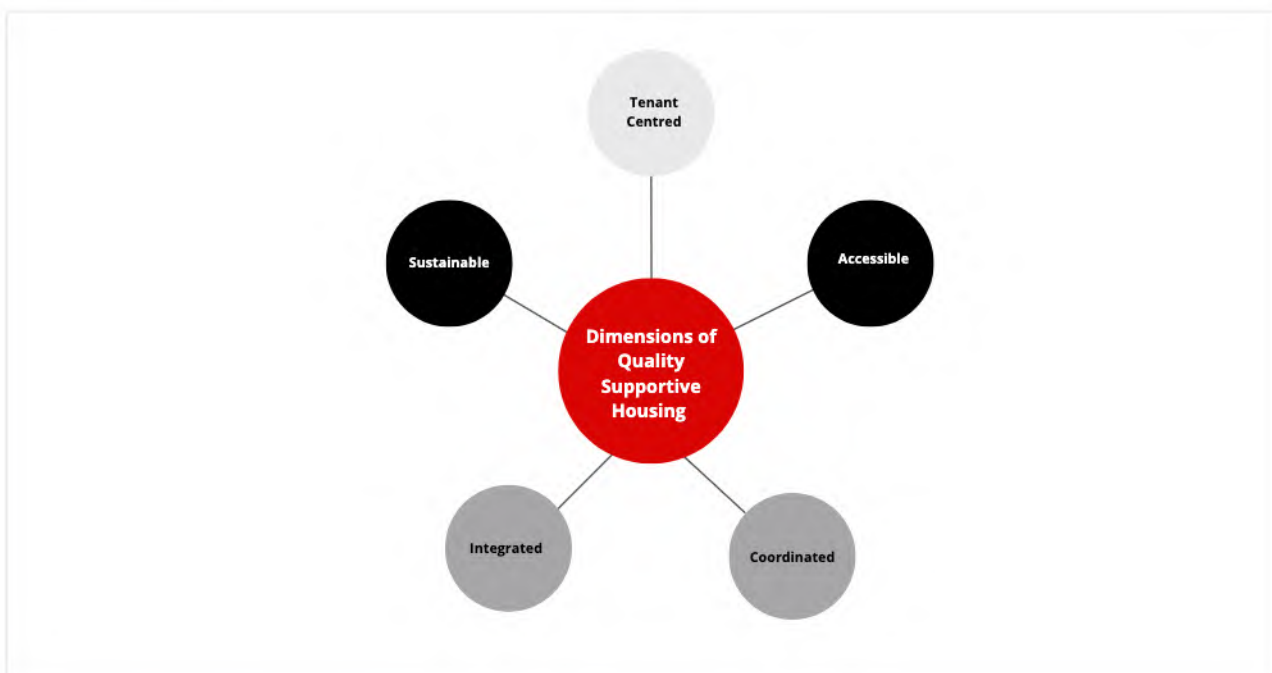 Tenant
Centred
Sustainable
Accessible
Dimensions of
Quality
Supportive
Housing
Integrated
Coordinated